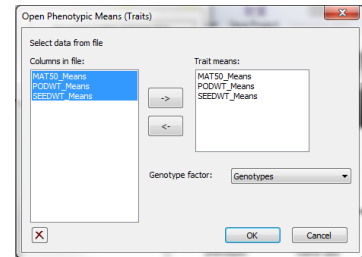 Open Phenotypic Means (Traits)
Select data from file
Columns in file:
Trait means:
MAT50_Means
PODWT_Means
SEEDWT_Means
MAT50_Means
PODWT_Means
SEEDWT_Means
->
<-
Genotype factor:
Genotypes
OK
Cancel